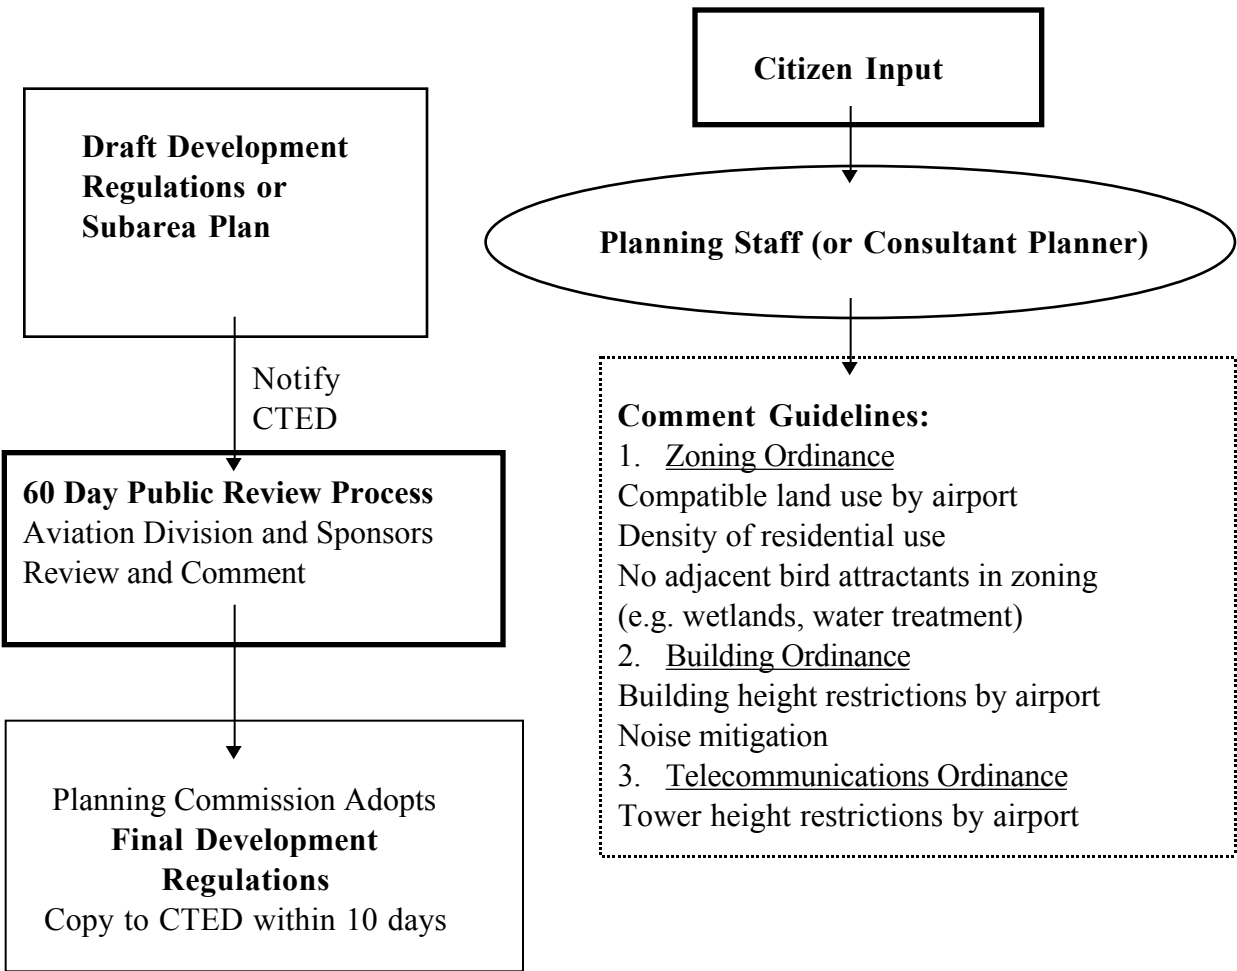 Draft Development
Regulations or
Subarea Plan
Notify
CTED
60 Day Public Review Process
Aviation Division and Sponsors
Review and Comment
Planning Commission Adopts
Final Development
Regulations
Copy to CTED within 10 days
Citizen Input
Planning Staff (or Consultant Planner)
Comment Guidelines:
1. Zoning Ordinance
Compatible land use by airport
Density of residential use
No adjacent bird attractants in zoning
(e.g. wetlands, water treatment)
2. Building Ordinance
Building height restrictions by airport
Noise mitigation
3. Telecommunications Ordinance
Tower height restrictions by airport